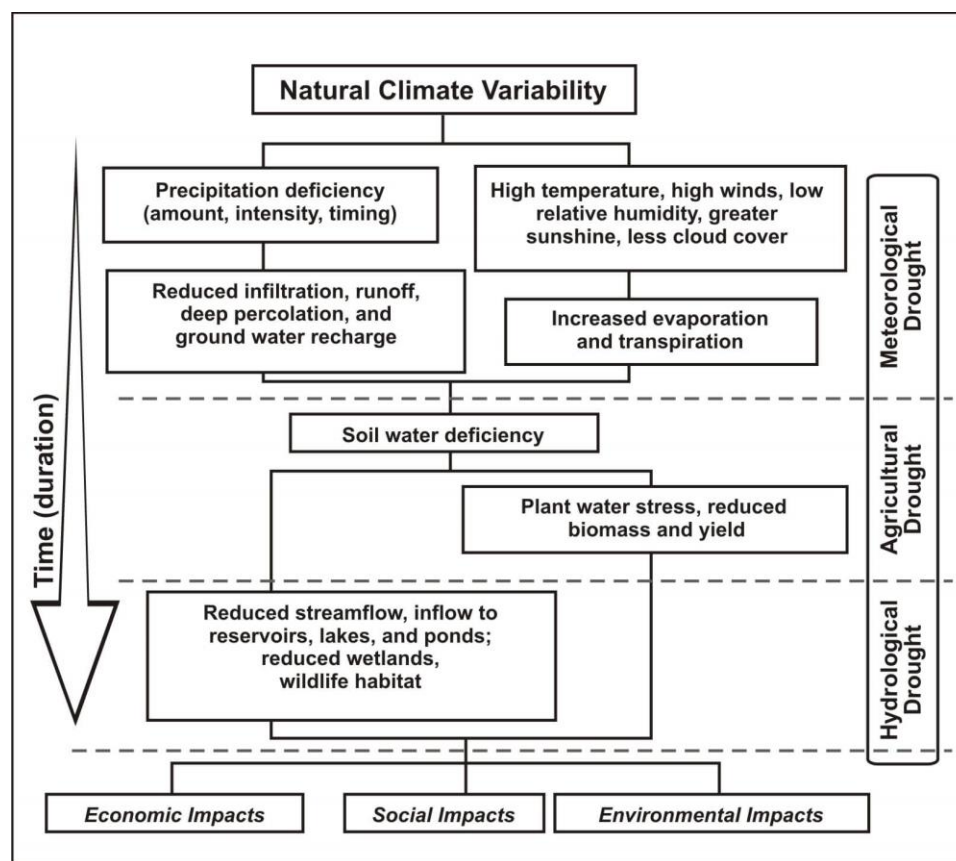 Natural Climate Variability
Precipitation deficiency
(amount, intensity, timing)
High temperature, high winds, low
relative humidity, greater
sunshine, less cloud cover
Reduced infiltration, runoff,
deep percolation, and
ground water recharge
Increased evaporation
and transpiration
Meteorological
Drought
Time (duration)
Soil water deficiency
Plant water stress, reduced
biomass and yield
Agricultural
Drought
Reduced streamflow, inflow to
reservoirs, lakes, and ponds;
reduced wetlands,
wildlife habitat
Hydrological
Drought
Economic Impacts
Social Impacts
Environmental Impacts